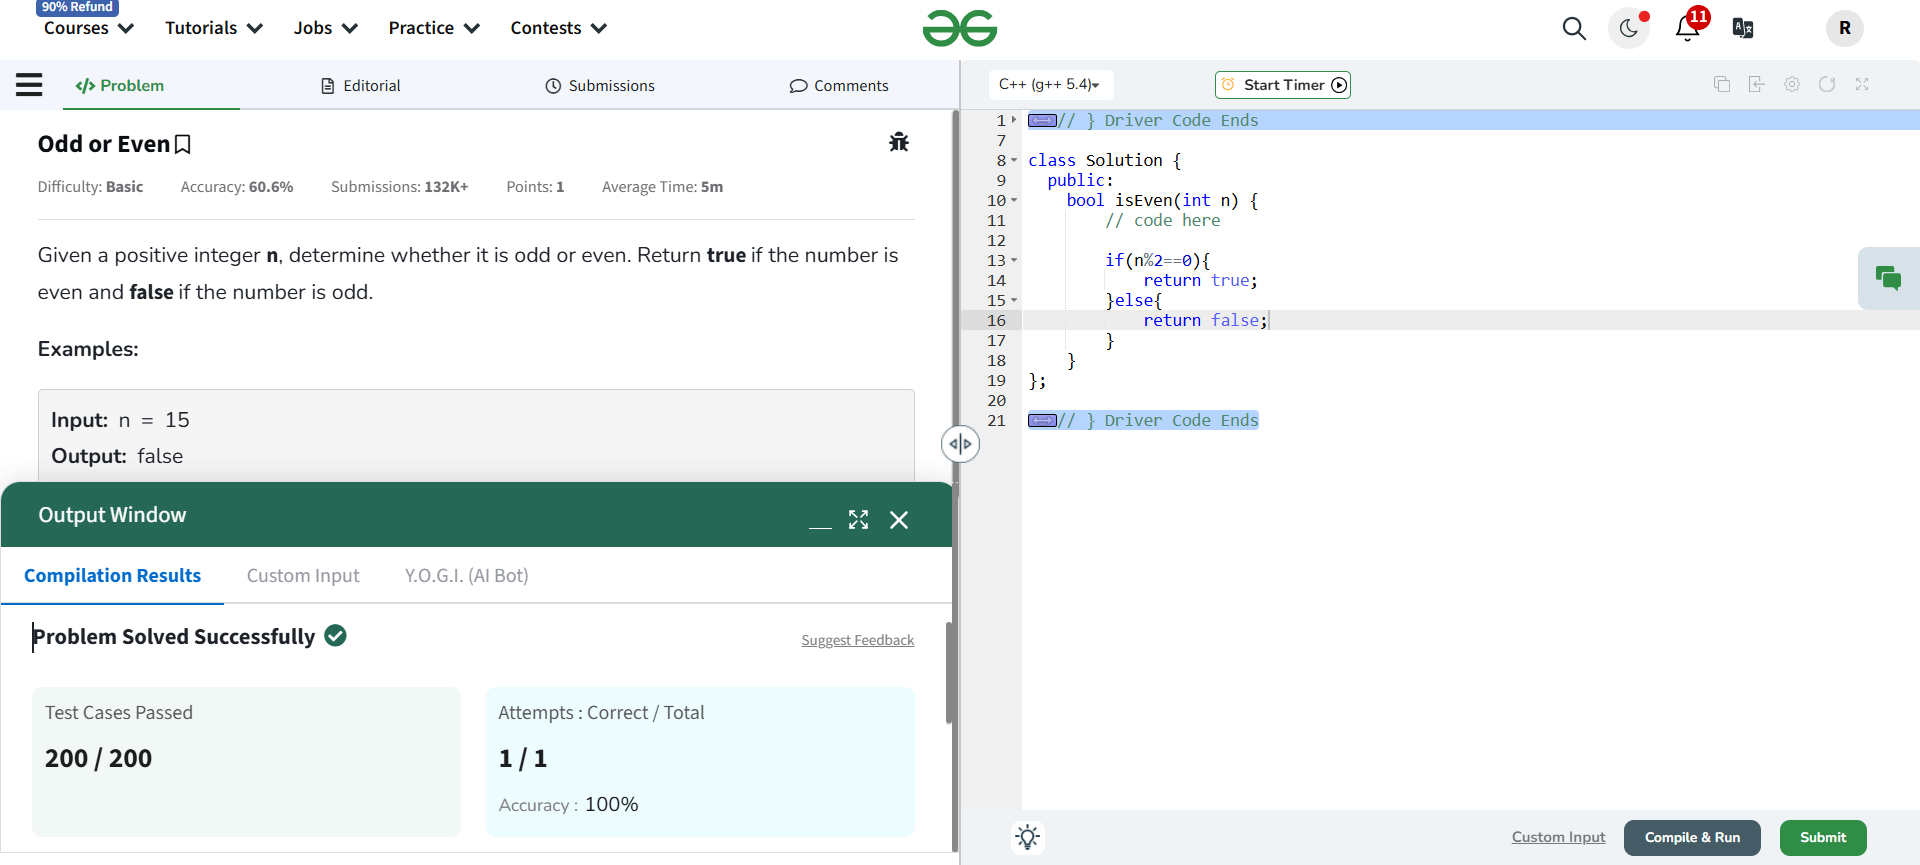 90% Refund
Courses Tutorials Jobs Practice Contests
11
R
Problem Editorial Submissions Comments
C++ (g++ 5.4) Start Timer
Odd or Even
Difficulty: Basic Accuracy: 60.6% Submissions: 132K+ Points: 1 Average Time: 5m
Given a positive integer n, determine whether it is odd or even. Return true if the number is
even and false if the number is odd.
Examples:
Input: n = 15
Output: false
Output Window
Compilation Results Custom Input Y.O.G.I. (AI Bot)
Problem Solved Successfully
Suggest Feedback
Test Cases Passed
200 / 200
Attempts : Correct / Total
1 / 1
Accuracy : 100%
1 // } Driver Code Ends
7
8 class Solution {
9 public:
10 bool isEven(int n) {
11 // code here
12
13 if(n%2==0){
14 return true;
15 }else{
16 return false;
17 }
18 }
19 };
20
21 // } Driver Code Ends
Custom Input Compile & Run Submit